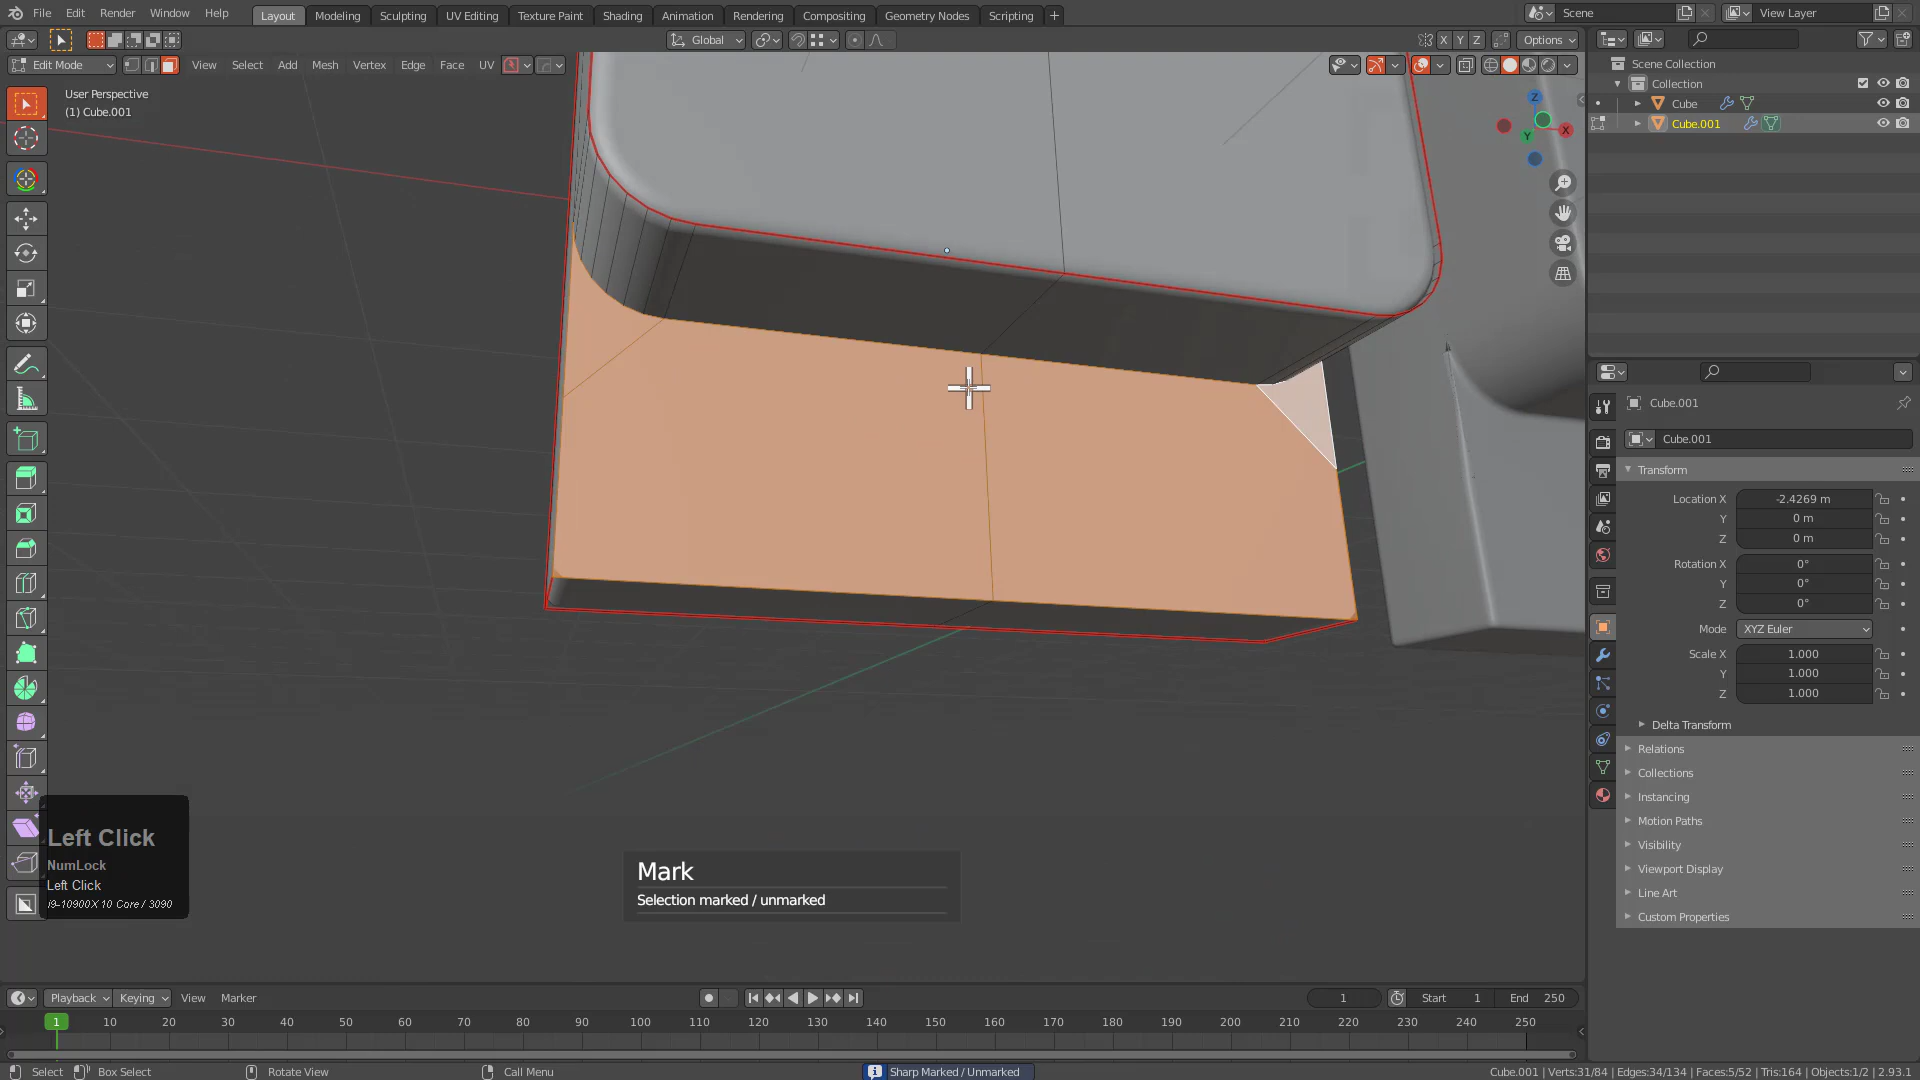 File Edit Render Window Help
Layout Modeling Sculpting UV Editing Texture Paint Shading Animation Rendering Compositing Geometry Nodes Scripting
Scene
View Layer
Global
X Y Z
Options
Edit Mode
View Select Add Mesh Vertex Edge Face UV
User Perspective
(1) Cube.001
Z
X
Y
Scene Collection
Collection
Cube
Cube.001
Cube.001
Cube.001
Transform
Location X -2.4269 m
Y 0 m
Z 0 m
Rotation X 0°
Y 0°
Z 0°
Mode XYZ Euler
Scale X 1.000
Y 1.000
Z 1.000
Delta Transform
Relations
Collections
Instancing
Motion Paths
Visibility
Viewport Display
Line Art
Custom Properties
Left Click
NumLock
Left Click
i9-10900X 10 Core / 3090
Mark
Selection marked / unmarked
Playback Keying View Marker
1
Start 1
End 250
1 10 20 30 40 50 60 70 80 90 100 110 120 130 140 150 160 170 180 190 200 210 220 230 240 250
Select Box Select Rotate View Call Menu
Sharp Marked / Unmarked
Cube.001 | Verts:31/84 | Edges:34/134 | Faces:5/52 | Tris:164 | Objects:1/2 | 2.93.1